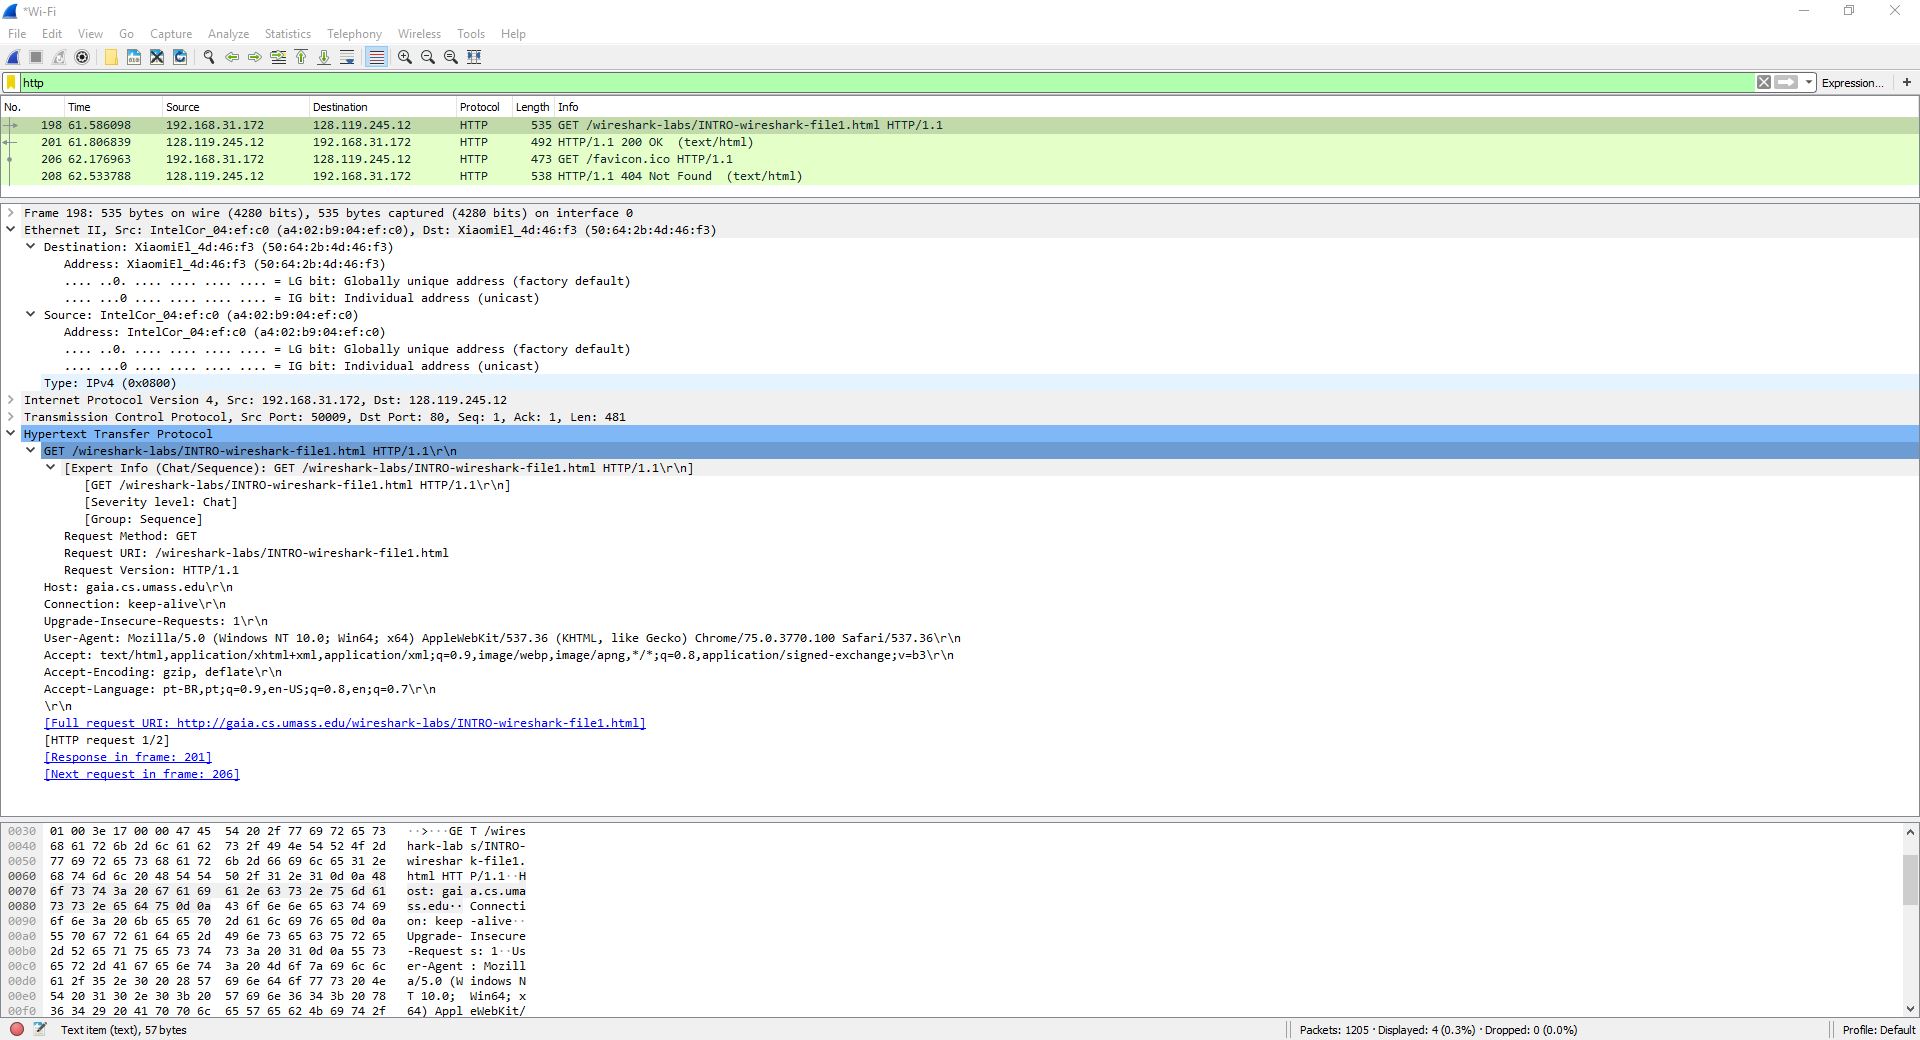 *Wi-Fi
File Edit View Go Capture Analyze Statistics Telephony Wireless Tools Help
http Expression... +
No. Time Source Destination Protocol Length Info
198 61.586098 192.168.31.172 128.119.245.12 HTTP 535 GET /wireshark-labs/INTRO-wireshark-file1.html HTTP/1.1
201 61.806839 128.119.245.12 192.168.31.172 HTTP 492 HTTP/1.1 200 OK (text/html)
206 62.176963 192.168.31.172 128.119.245.12 HTTP 473 GET /favicon.ico HTTP/1.1
208 62.533788 128.119.245.12 192.168.31.172 HTTP 538 HTTP/1.1 404 Not Found (text/html)
Frame 198: 535 bytes on wire (4280 bits), 535 bytes captured (4280 bits) on interface 0
Ethernet II, Src: IntelCor_04:ef:c0 (a4:02:b9:04:ef:c0), Dst: XiaomiEl_4d:46:f3 (50:64:2b:4d:46:f3)
Destination: XiaomiEl_4d:46:f3 (50:64:2b:4d:46:f3)
Address: XiaomiEl_4d:46:f3 (50:64:2b:4d:46:f3)
.... ..0. .... .... .... .... = LG bit: Globally unique address (factory default)
.... ...0 .... .... .... .... = IG bit: Individual address (unicast)
Source: IntelCor_04:ef:c0 (a4:02:b9:04:ef:c0)
Address: IntelCor_04:ef:c0 (a4:02:b9:04:ef:c0)
.... ..0. .... .... .... .... = LG bit: Globally unique address (factory default)
.... ...0 .... .... .... .... = IG bit: Individual address (unicast)
Type: IPv4 (0x0800)
Internet Protocol Version 4, Src: 192.168.31.172, Dst: 128.119.245.12
Transmission Control Protocol, Src Port: 50009, Dst Port: 80, Seq: 1, Ack: 1, Len: 481
Hypertext Transfer Protocol
GET /wireshark-labs/INTRO-wireshark-file1.html HTTP/1.1\r\n
[Expert Info (Chat/Sequence): GET /wireshark-labs/INTRO-wireshark-file1.html HTTP/1.1\r\n]
[GET /wireshark-labs/INTRO-wireshark-file1.html HTTP/1.1\r\n]
[Severity level: Chat]
[Group: Sequence]
Request Method: GET
Request URI: /wireshark-labs/INTRO-wireshark-file1.html
Request Version: HTTP/1.1
Host: gaia.cs.umass.edu\r\n
Connection: keep-alive\r\n
Upgrade-Insecure-Requests: 1\r\n
User-Agent: Mozilla/5.0 (Windows NT 10.0; Win64; x64) AppleWebKit/537.36 (KHTML, like Gecko) Chrome/75.0.3770.100 Safari/537.36\r\n
Accept: text/html,application/xhtml+xml,application/xml;q=0.9,image/webp,image/apng,*/*;q=0.8,application/signed-exchange;v=b3\r\n
Accept-Encoding: gzip, deflate\r\n
Accept-Language: pt-BR,pt;q=0.9,en-US;q=0.8,en;q=0.7\r\n
\r\n
[Full request URI: http://gaia.cs.umass.edu/wireshark-labs/INTRO-wireshark-file1.html]
[HTTP request 1/2]
[Response in frame: 201]
[Next request in frame: 206]
0030 01 00 3e 17 00 00 47 45 54 20 2f 77 69 72 65 73 ··>···GE T /wires
0040 68 61 72 6b 2d 6c 61 62 73 2f 49 4e 54 52 4f 2d hark-lab s/INTRO-
0050 77 69 72 65 73 68 61 72 6b 2d 66 69 6c 65 31 2e wireshar k-file1.
0060 68 74 6d 6c 20 48 54 54 50 2f 31 2e 31 0d 0a 48 html HTT P/1.1··H
0070 6f 73 74 3a 20 67 61 69 61 2e 63 73 2e 75 6d 61 ost: gai a.cs.uma
0080 73 73 2e 65 64 75 0d 0a 43 6f 6e 6e 65 63 74 69 ss.edu·· Connecti
0090 6f 6e 3a 20 6b 65 65 70 2d 61 6c 69 76 65 0d 0a on: keep -alive··
00a0 55 70 67 72 61 64 65 2d 49 6e 73 65 63 75 72 65 Upgrade- Insecure
00b0 2d 52 65 71 75 65 73 74 73 3a 20 31 0d 0a 55 73 -Request s: 1··Us
00c0 65 72 2d 41 67 65 6e 74 3a 20 4d 6f 7a 69 6c 6c er-Agent : Mozill
00d0 61 2f 35 2e 30 20 28 57 69 6e 64 6f 77 73 20 4e a/5.0 (W indows N
00e0 54 20 31 30 2e 30 3b 20 57 69 6e 36 34 3b 20 78 T 10.0; Win64; x
00f0 36 34 29 20 41 70 70 6c 65 57 65 62 4b 69 74 2f 64) Appl eWebKit/
Text item (text), 57 bytes Packets: 1205 · Displayed: 4 (0.3%) · Dropped: 0 (0.0%) Profile: Default